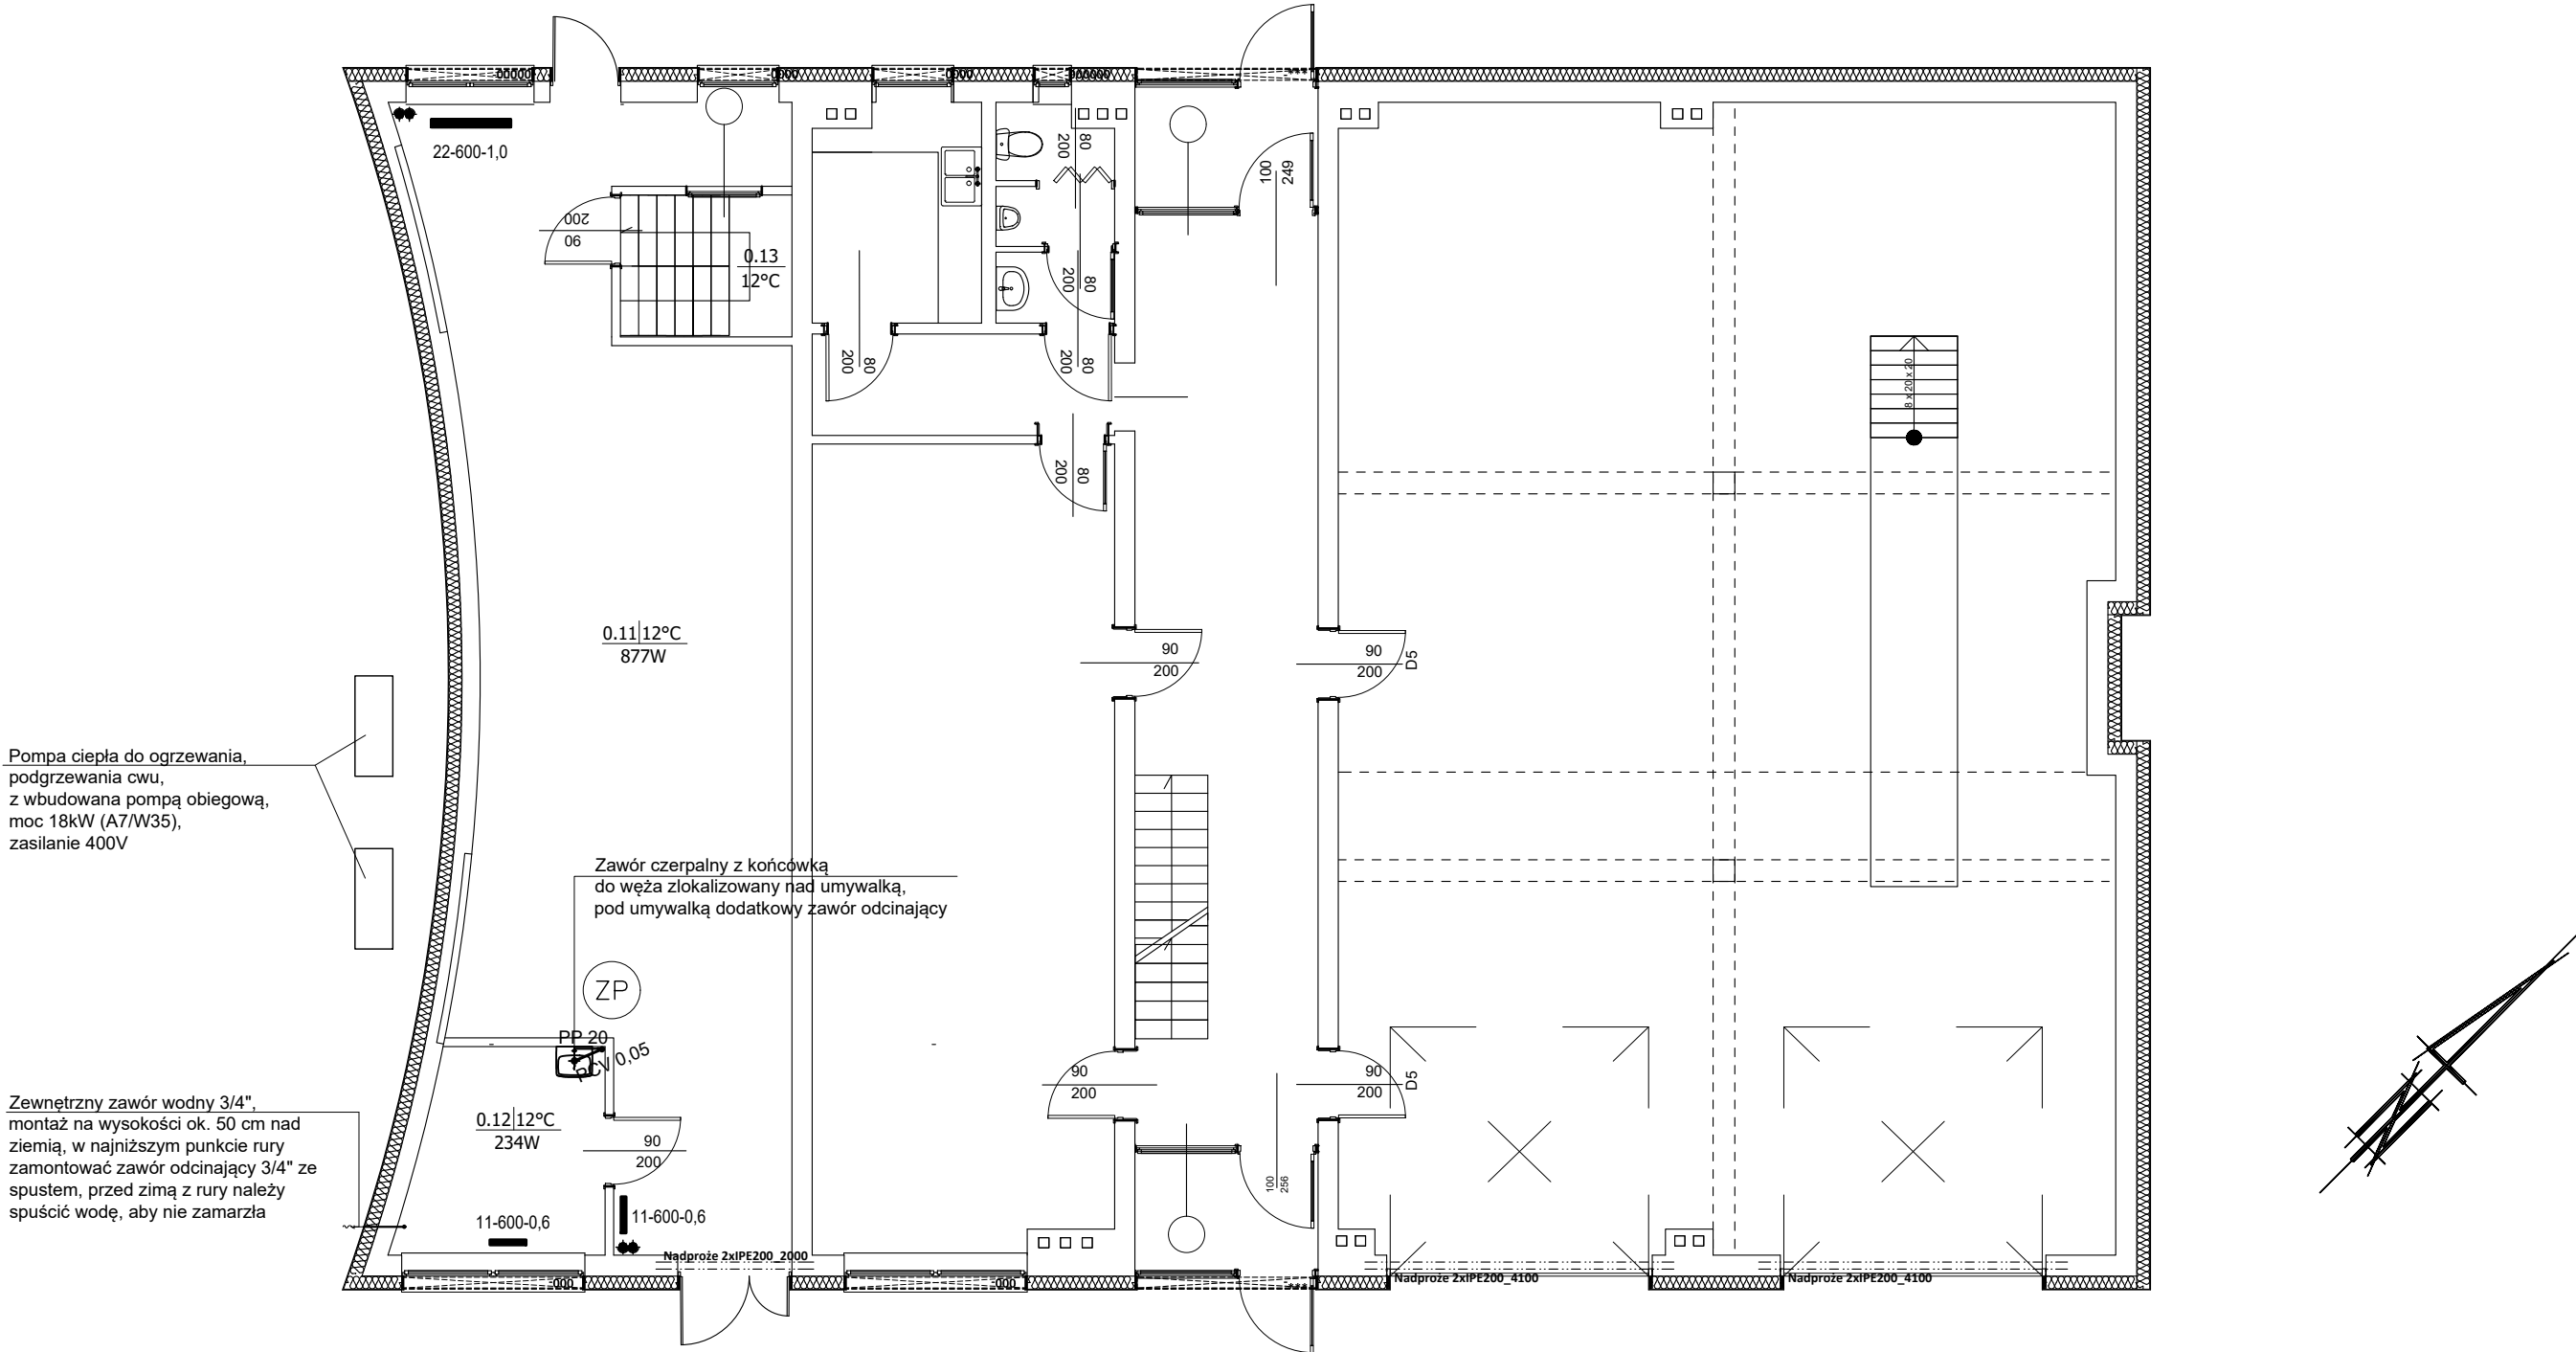 22-600-1,0
200
90
0.13
12°C
80
200
80
200
80
200
80
200
80
200
100
249
8 x 20 x 20
0.11 12°C
877W
90
200
90
200
D5
Pompa ciepła do ogrzewania,
podgrzewania cwu,
z wbudowana pompą obiegową,
moc 18kW (A7/W35),
zasilanie 400V
Zawór czerpalny z końcówką
do węża zlokalizowany nad umywalką,
pod umywalką dodatkowy zawór odcinający
ZP
PP 20
PCV 0,05
90
200
90
200
D5
Zewnętrzny zawór wodny 3/4",
montaż na wysokości ok. 50 cm nad
ziemią, w najniższym punkcie rury
zamontować zawór odcinający 3/4" ze
spustem, przed zimą z rury należy
spuścić wodę, aby nie zamarzła
0.12 12°C
234W
90
200
100
256
11-600-0,6
11-600-0,6
Nadproże 2xIPE200_2000
Nadproże 2xIPE200_4100
Nadproże 2xIPE200_4100